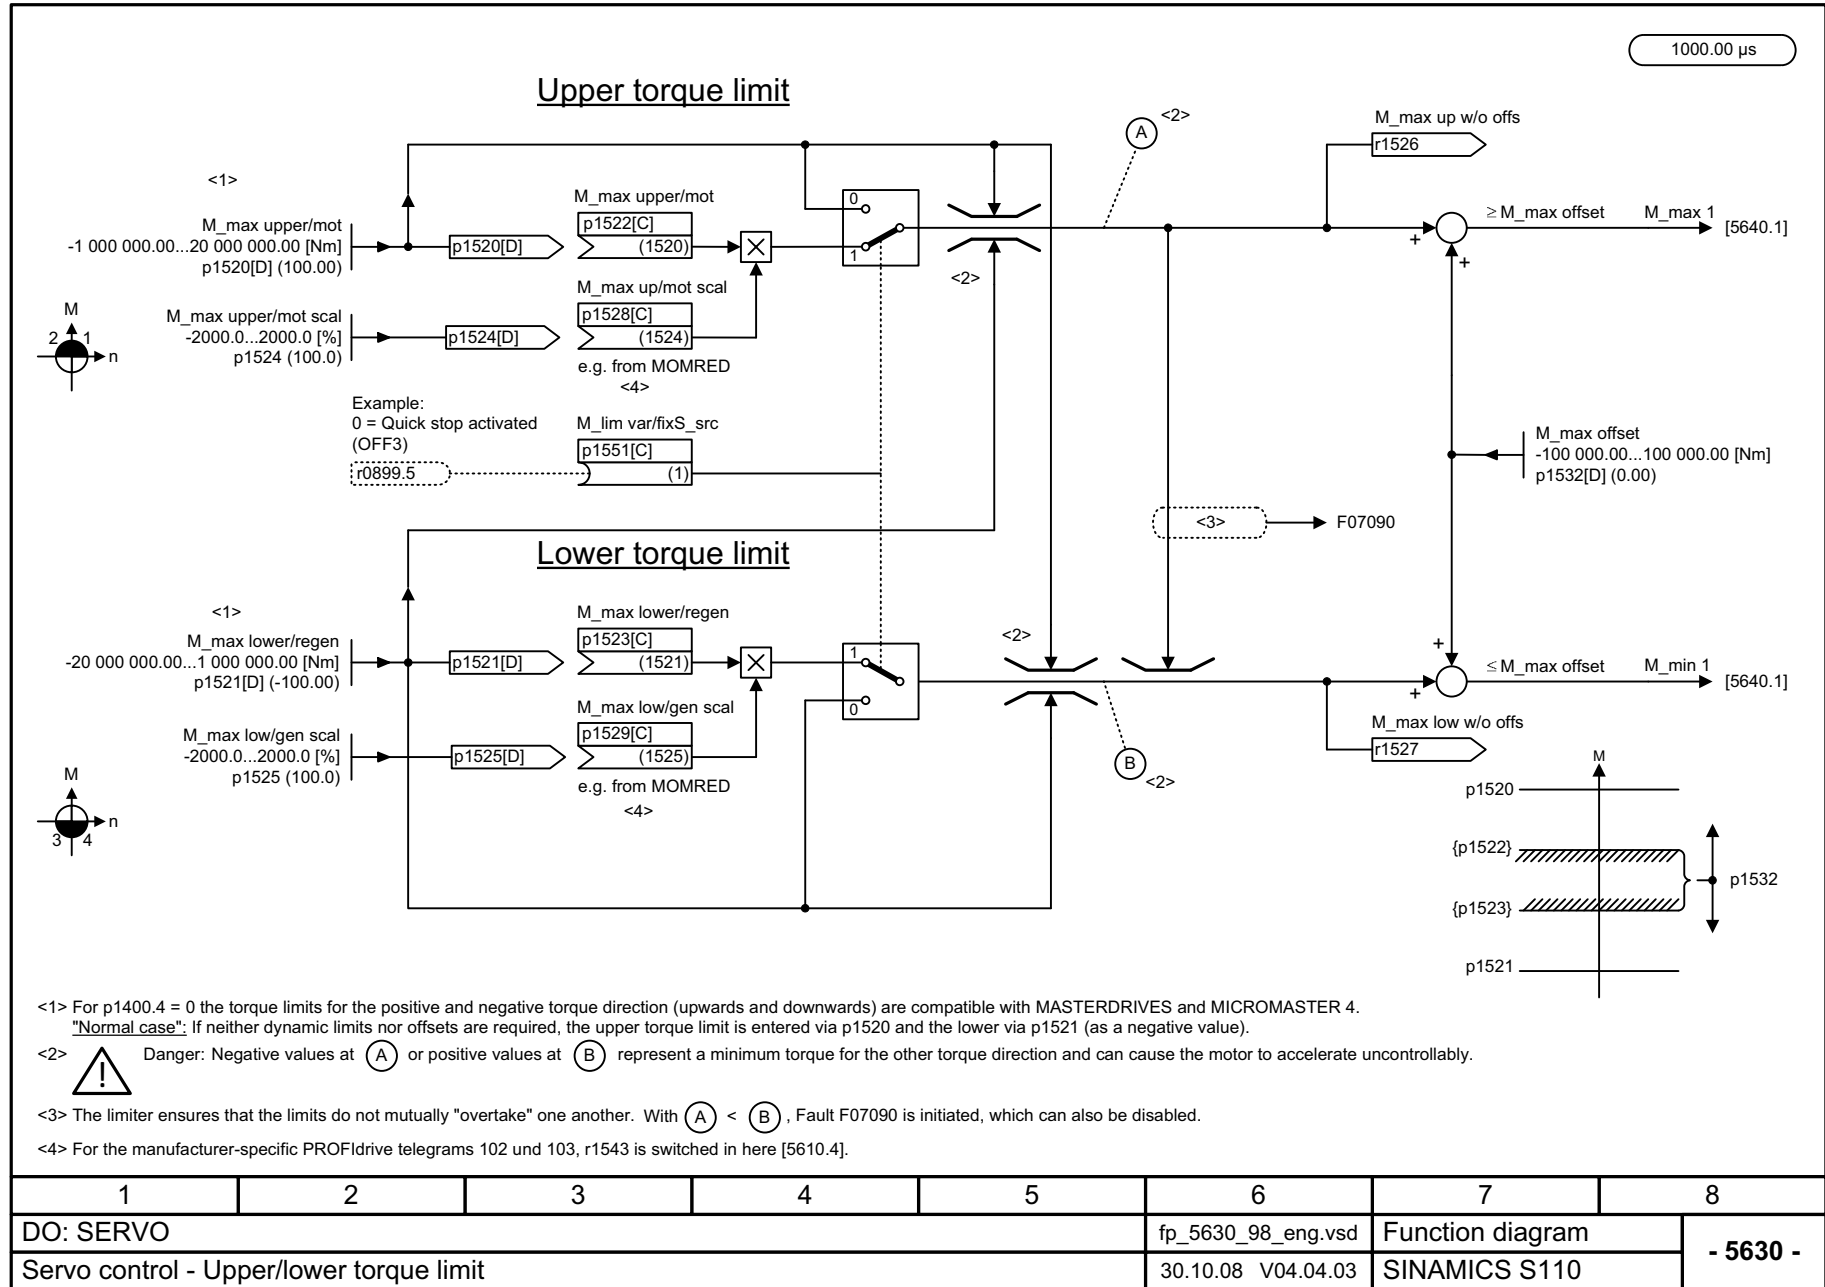 1000.00 µs
Upper torque limit
<1>
M_max upper/mot
-1 000 000.00...20 000 000.00 [Nm]
p1520[D] (100.00)
p1520[D]
M_max upper/mot
p1522[C]
(1520)
0
1
<2>
A
<2>
M_max up w/o offs
r1526
+
+
≥ M_max offset
M_max 1
[5640.1]
M
2 1
n
M_max upper/mot scal
-2000.0...2000.0 [%]
p1524 (100.0)
p1524[D]
M_max up/mot scal
p1528[C]
(1524)
e.g. from MOMRED
<4>
Example:
0 = Quick stop activated
(OFF3)
r0899.5
M_lim var/fixS_src
p1551[C]
(1)
M_max offset
-100 000.00...100 000.00 [Nm]
p1532[D] (0.00)
<3>
F07090
Lower torque limit
<1>
M_max lower/regen
-20 000 000.00...1 000 000.00 [Nm]
p1521[D] (-100.00)
p1521[D]
M_max lower/regen
p1523[C]
(1521)
1
0
<2>
B
<2>
+
+
≤ M_max offset
M_min 1
[5640.1]
M_max low w/o offs
r1527
M_max low/gen scal
-2000.0...2000.0 [%]
p1525 (100.0)
p1525[D]
M_max low/gen scal
p1529[C]
(1525)
e.g. from MOMRED
<4>
M
n
3 4
M
p1520
{p1522}
p1532
{p1523}
p1521
<1> For p1400.4 = 0 the torque limits for the positive and negative torque direction (upwards and downwards) are compatible with MASTERDRIVES and MICROMASTER 4.
"Normal case": If neither dynamic limits nor offsets are required, the upper torque limit is entered via p1520 and the lower via p1521 (as a negative value).
<2> ! Danger: Negative values at A or positive values at B represent a minimum torque for the other torque direction and can cause the motor to accelerate uncontrollably.
<3> The limiter ensures that the limits do not mutually "overtake" one another. With A < B , Fault F07090 is initiated, which can also be disabled.
<4> For the manufacturer-specific PROFIdrive telegrams 102 und 103, r1543 is switched in here [5610.4].
1 2 3 4 5 6 7 8
DO: SERVO
fp_5630_98_eng.vsd
Function diagram
- 5630 -
Servo control - Upper/lower torque limit
30.10.08 V04.04.03
SINAMICS S110